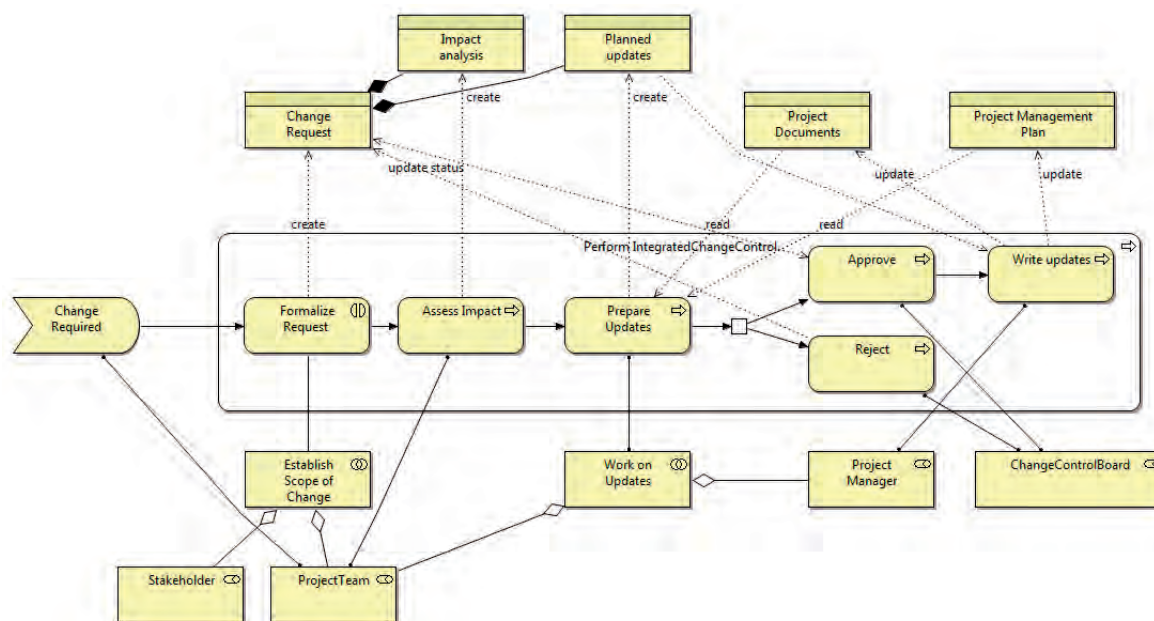 Impact
analysis
Planned
updates
create
create
Change
Request
Project
Documents
Project Management
Plan
update status
update
update
create
read
read
Perform IntegratedChangeControl...
Approve
Write updates
Change
Required
Formalize
Request
Assess Impact
Prepare
Updates
Reject
Establish
Scope of
Change
Work on
Updates
Project
Manager
ChangeControlBoard
Stakeholder
ProjectTeam